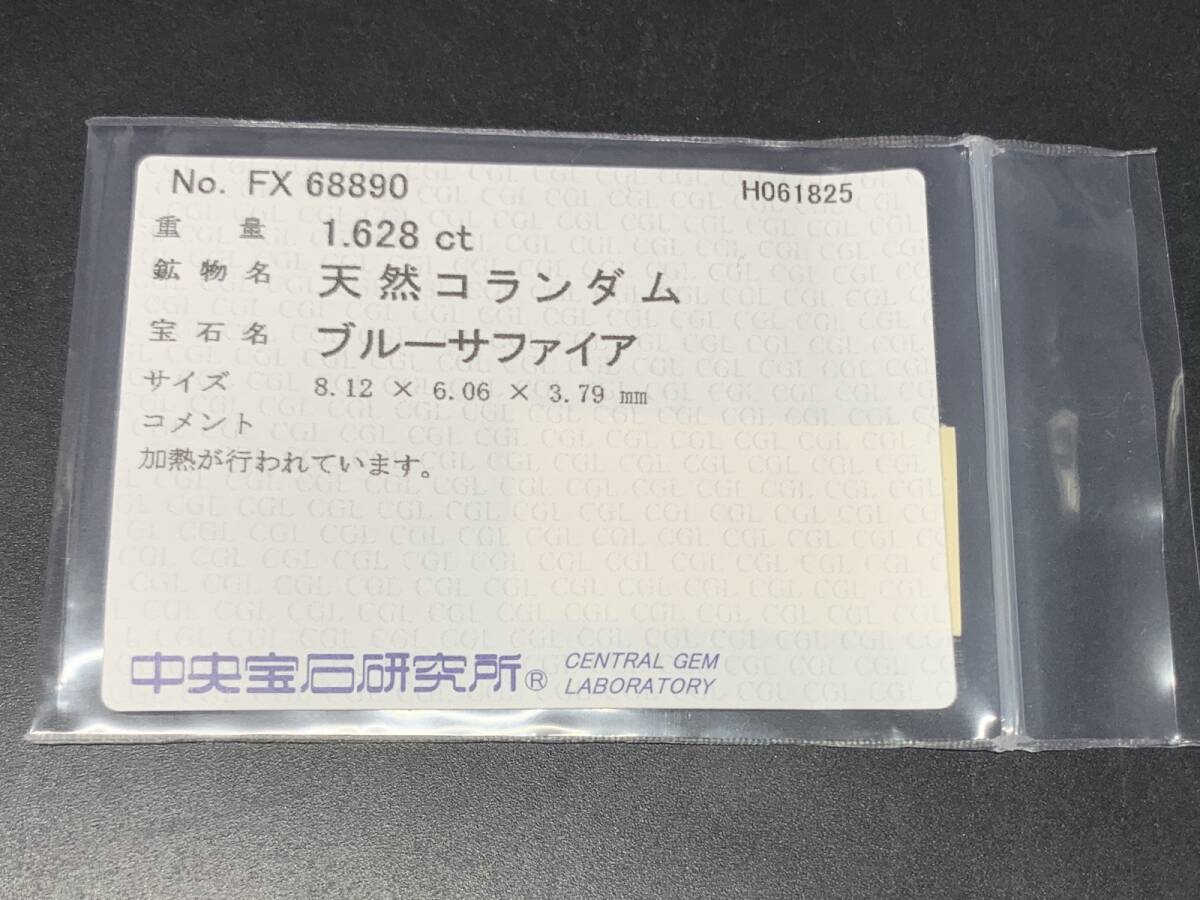 No. FX 68890 H061825
重量 1.628 ct
鉱物名 天然コランダム
宝石名 ブルーサファイア
サイズ 8.12 × 6.06 × 3.79 mm
コメント
加熱が行われています。
中央宝石研究所® CENTRAL GEM
LABORATORY